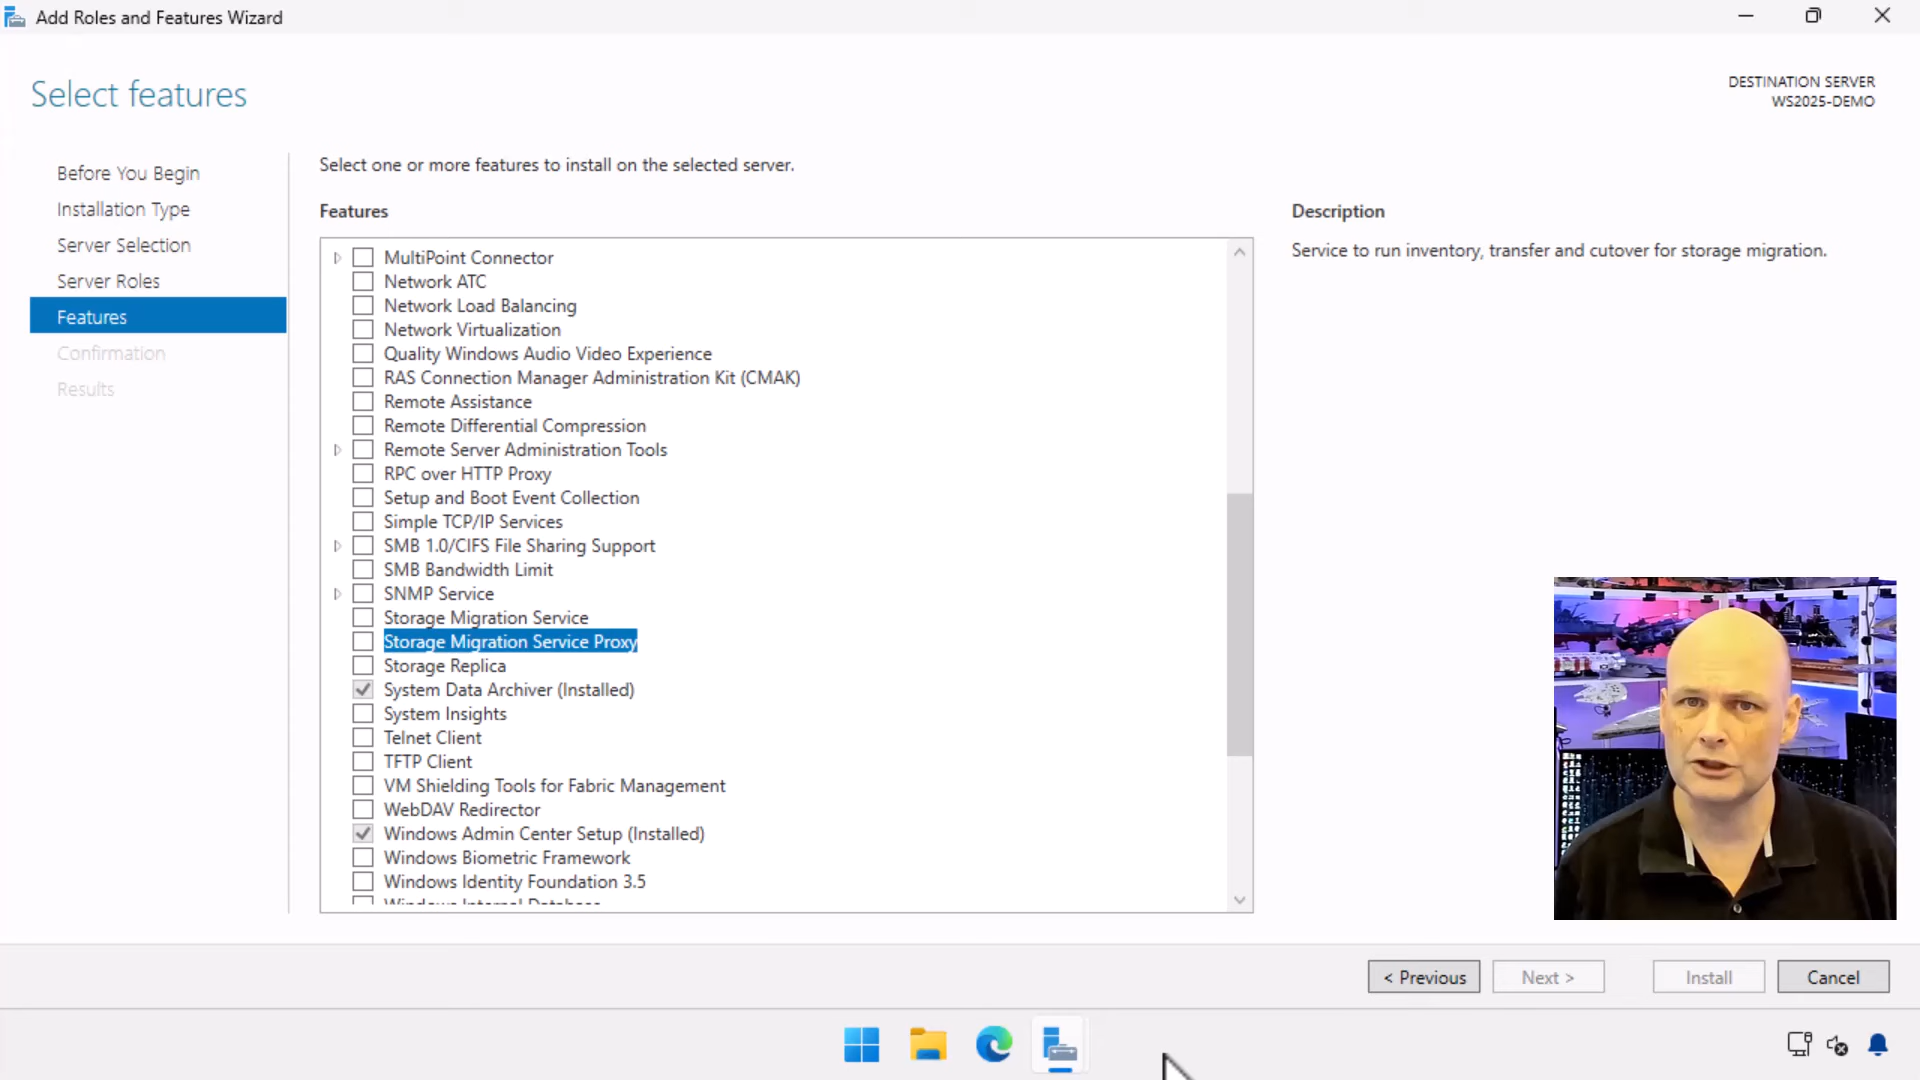 Add Roles and Features Wizard
Select features
DESTINATION SERVER
WS2025-DEMO
Before You Begin
Installation Type
Server Selection
Server Roles
Features
Confirmation
Results
Select one or more features to install on the selected server.
Features
MultiPoint Connector
Network ATC
Network Load Balancing
Network Virtualization
Quality Windows Audio Video Experience
RAS Connection Manager Administration Kit (CMAK)
Remote Assistance
Remote Differential Compression
Remote Server Administration Tools
RPC over HTTP Proxy
Setup and Boot Event Collection
Simple TCP/IP Services
SMB 1.0/CIFS File Sharing Support
SMB Bandwidth Limit
SNMP Service
Storage Migration Service
Storage Migration Service Proxy
Storage Replica
System Data Archiver (Installed)
System Insights
Telnet Client
TFTP Client
VM Shielding Tools for Fabric Management
WebDAV Redirector
Windows Admin Center Setup (Installed)
Windows Biometric Framework
Windows Identity Foundation 3.5
Windows Internal Database
Description
Service to run inventory, transfer and cutover for storage migration.
< Previous
Next >
Install
Cancel